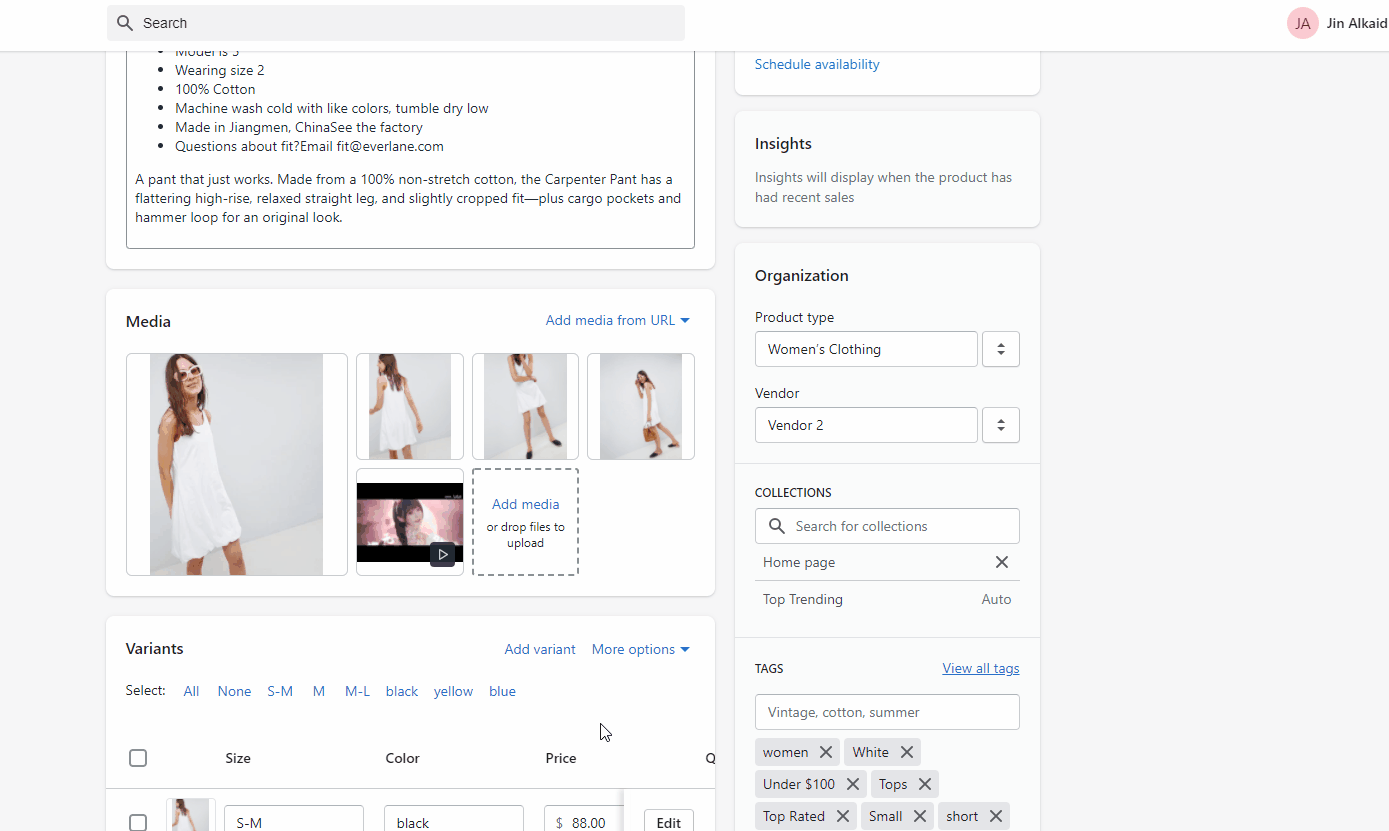 Search
JA Jin Alkaid
Model is 5
Wearing size 2
100% Cotton
Machine wash cold with like colors, tumble dry low
Made in Jiangmen, ChinaSee the factory
Questions about fit?Email fit@everlane.com
A pant that just works. Made from a 100% non-stretch cotton, the Carpenter Pant has a
flattering high-rise, relaxed straight leg, and slightly cropped fit—plus cargo pockets and
hammer loop for an original look.
Media
Add media from URL
Add media
or drop files to
upload
Variants
Add variant More options
Select: All None S-M M M-L black yellow blue
Size Color Price Q
S-M black $ 88.00 Edit
Schedule availability
Insights
Insights will display when the product has
had recent sales
Organization
Product type
Women's Clothing
Vendor
Vendor 2
COLLECTIONS
Search for collections
Home page
Top Trending Auto
TAGS View all tags
Vintage, cotton, summer
women White
Under $100 Tops
Top Rated Small short